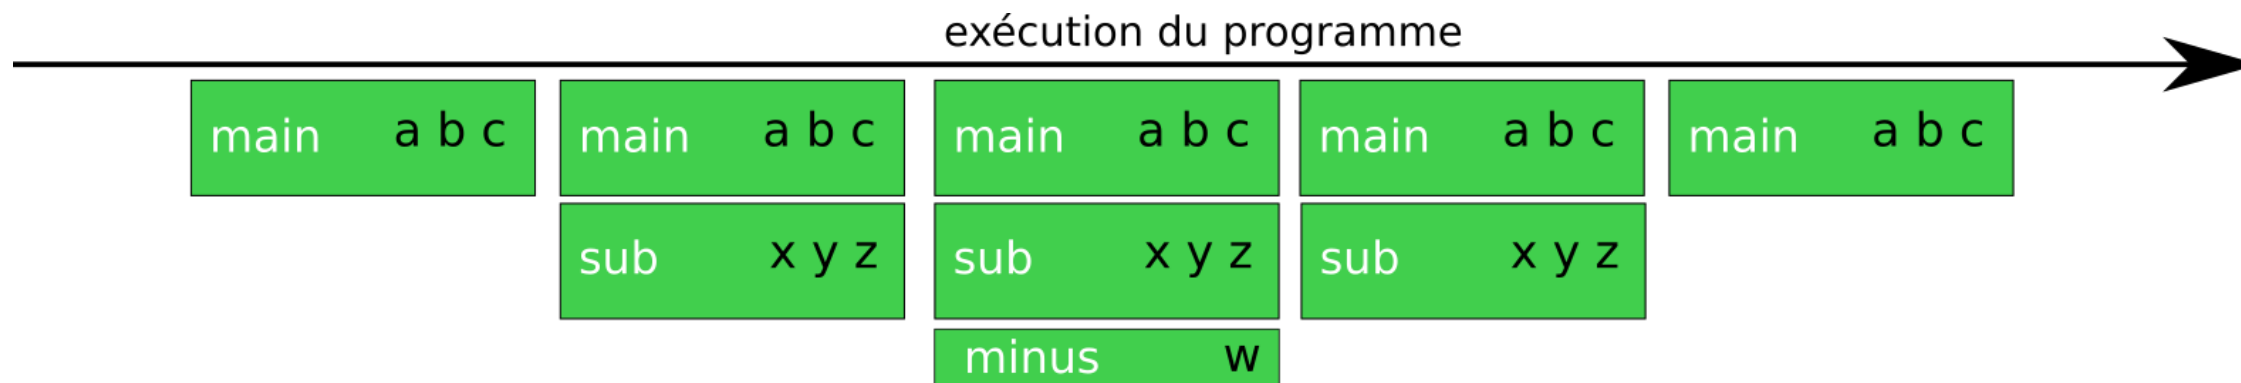 exécution du programme
main a b c main a b c main a b c main a b c main a b c
sub x y z sub x y z sub x y z
minus w